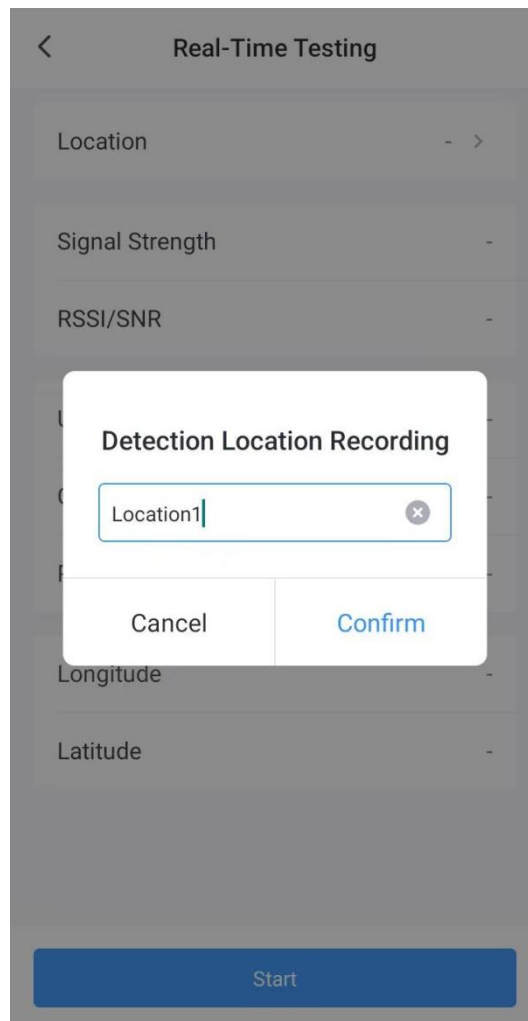 Real-Time Testing
Location - >
Signal Strength -
RSSI/SNR -
Detection Location Recording
Location1
Cancel Confirm
Longitude -
Latitude -
Start